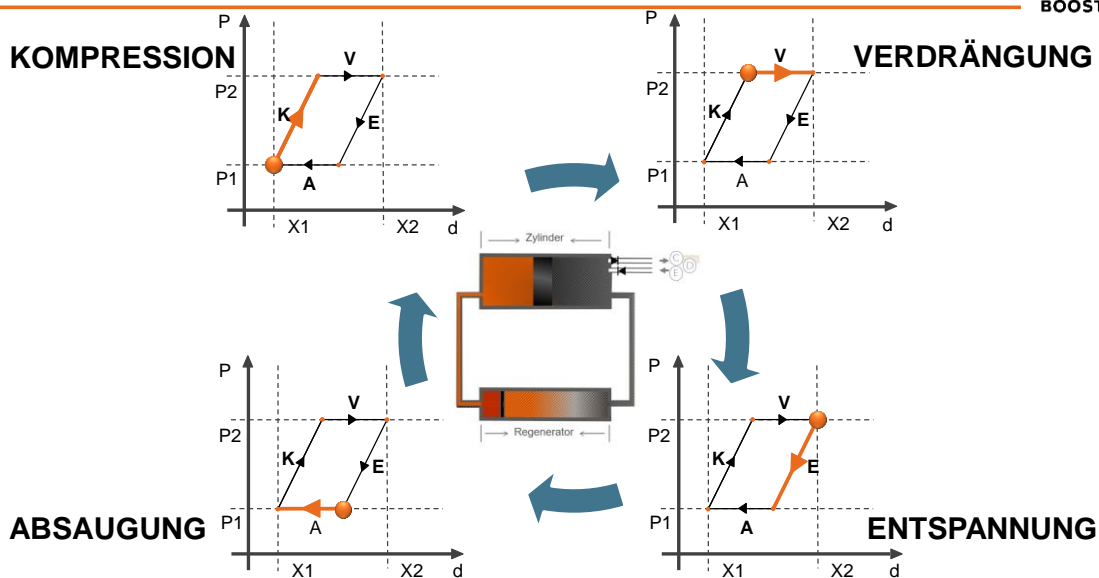 BOOST
KOMPRESSION
P
P2
P1
K
V
E
A
X1
X2
d
VERDRÄNGUNG
P
P2
P1
K
V
E
A
X1
X2
d
Zylinder
C
D
E
Regenerator
ABSAUGUNG
P
P2
P1
K
V
E
A
X1
X2
d
ENTSPANNUNG
P
P2
P1
K
V
E
A
X1
X2
d